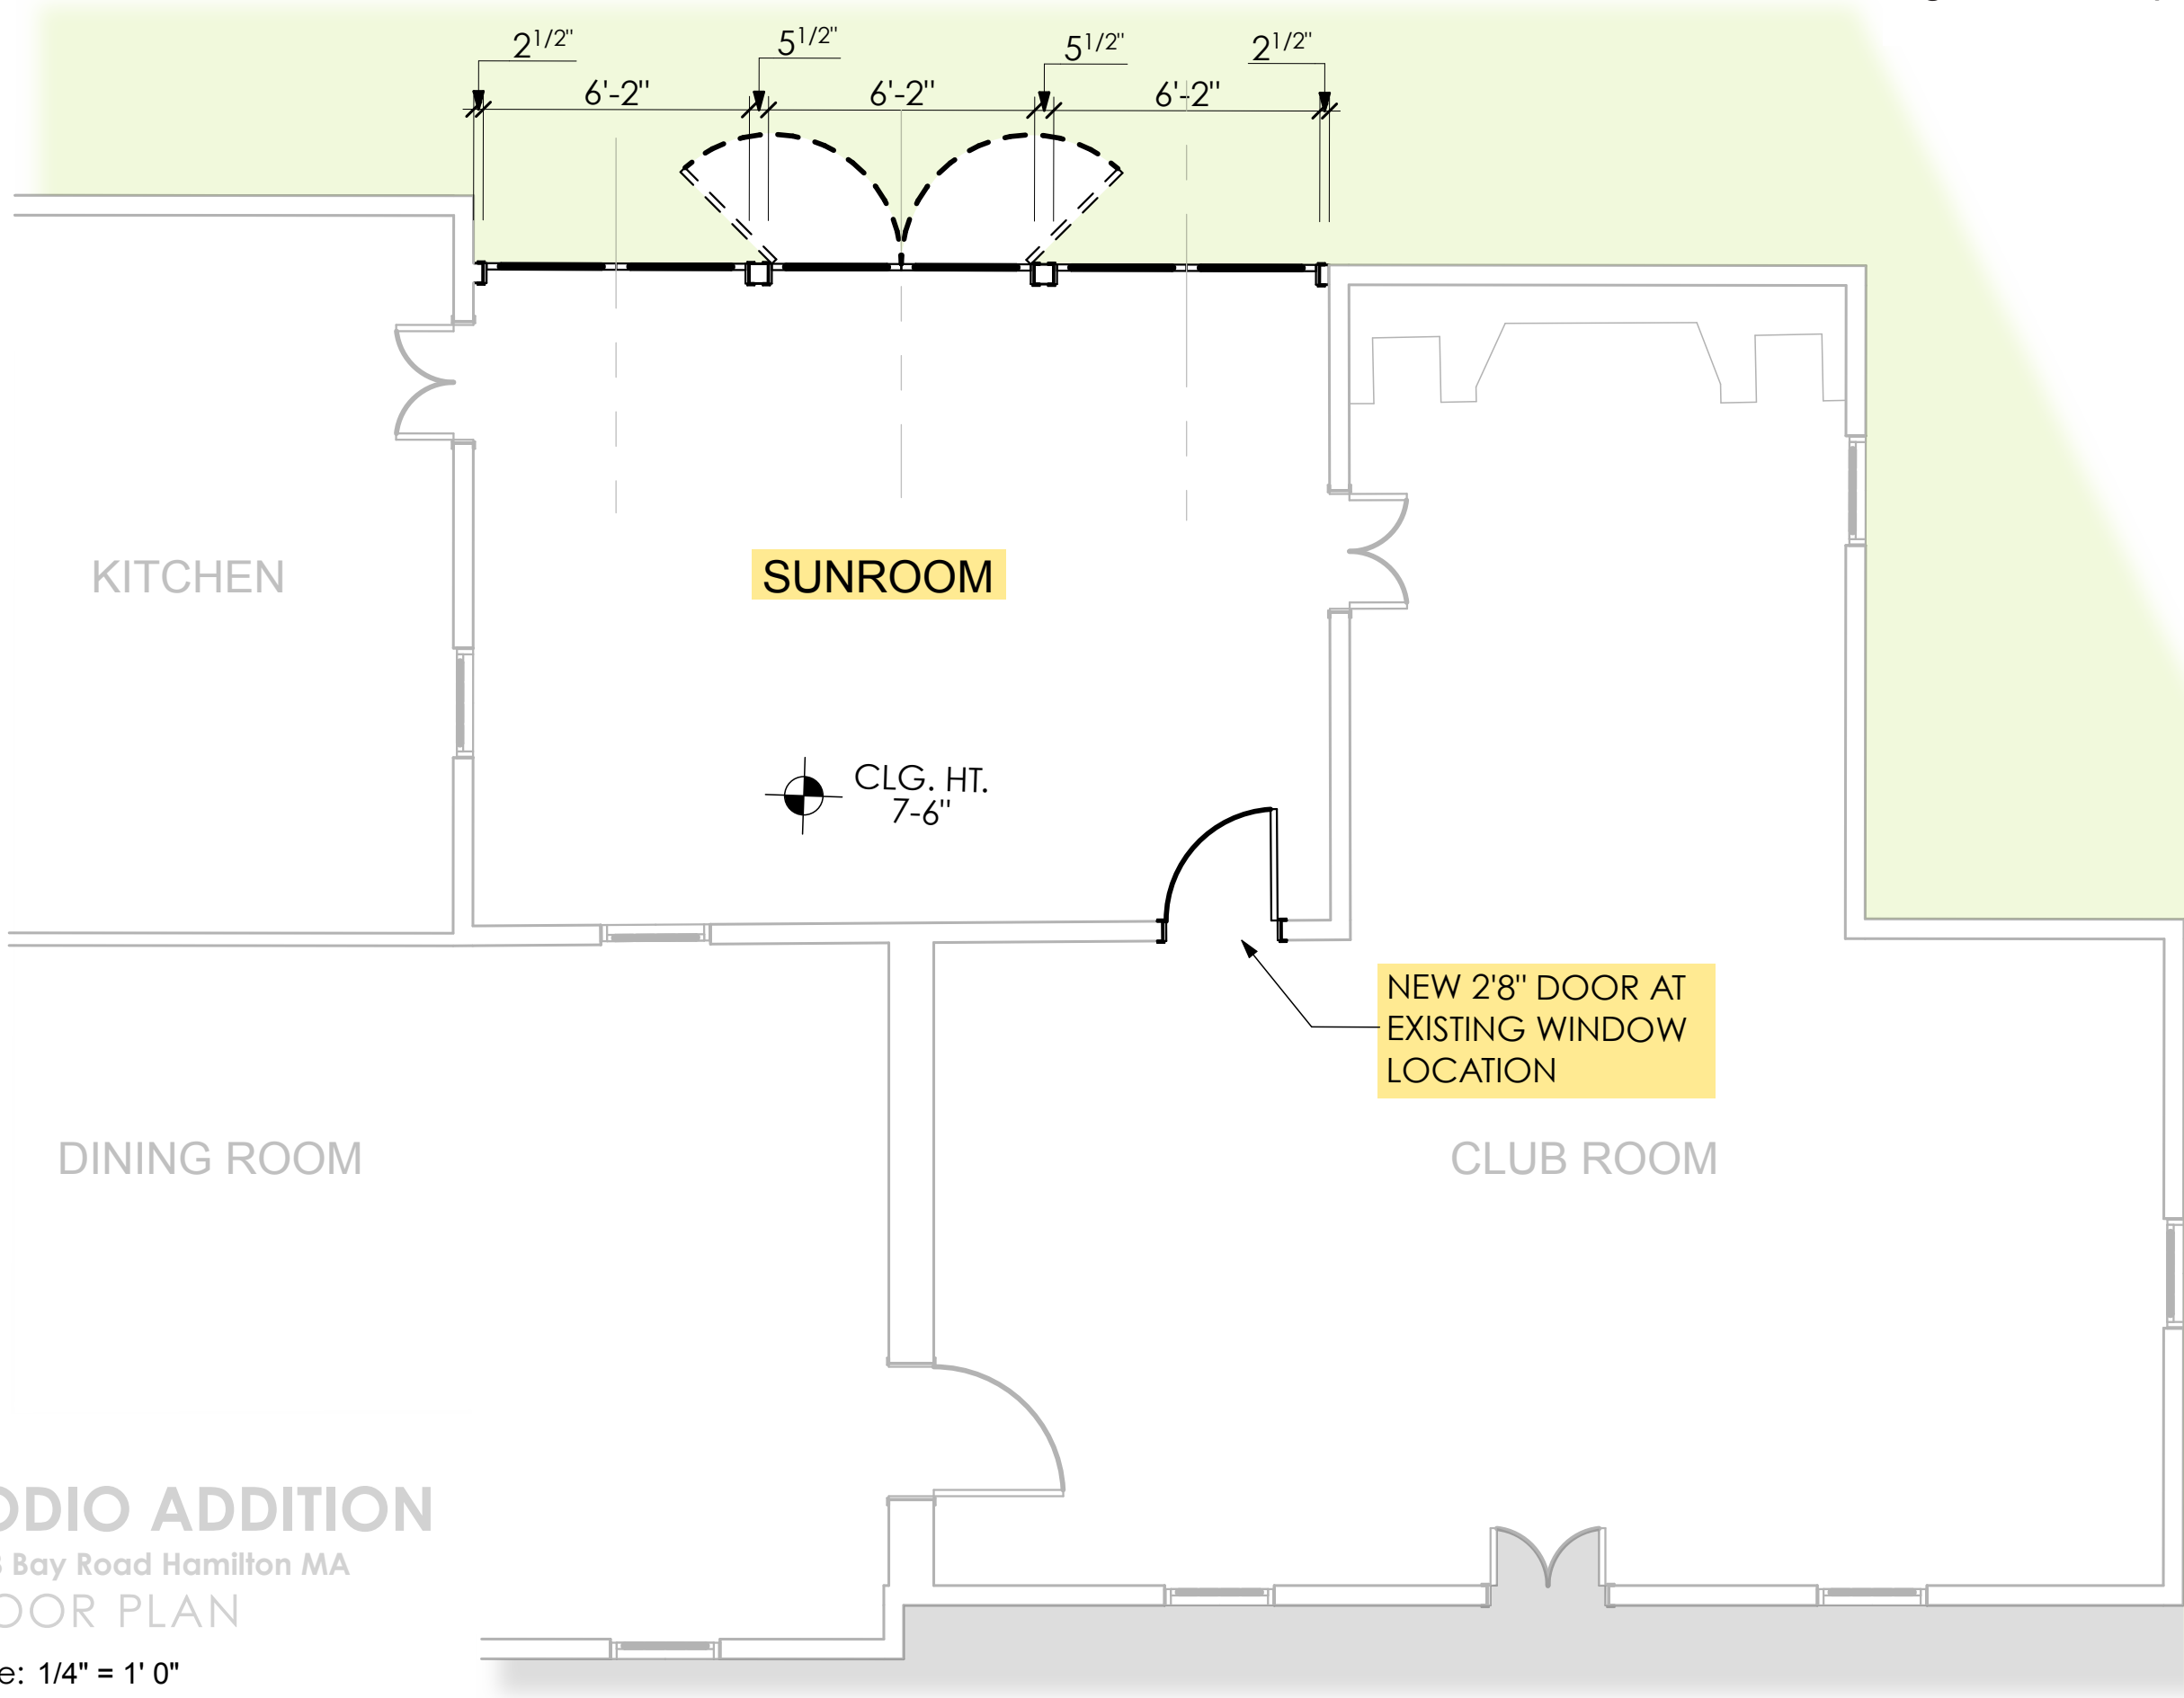 2 1/2" 5 1/2" 5 1/2" 2 1/2"
6'-2" 6'-2" 6'-2"
KITCHEN
SUNROOM
CLG. HT.
7-6"
NEW 2'8" DOOR AT
EXISTING WINDOW
LOCATION
DINING ROOM
CLUB ROOM
ODIO ADDITION
Bay Road Hamilton MA
OOR PLAN
e: 1/4" = 1' 0"